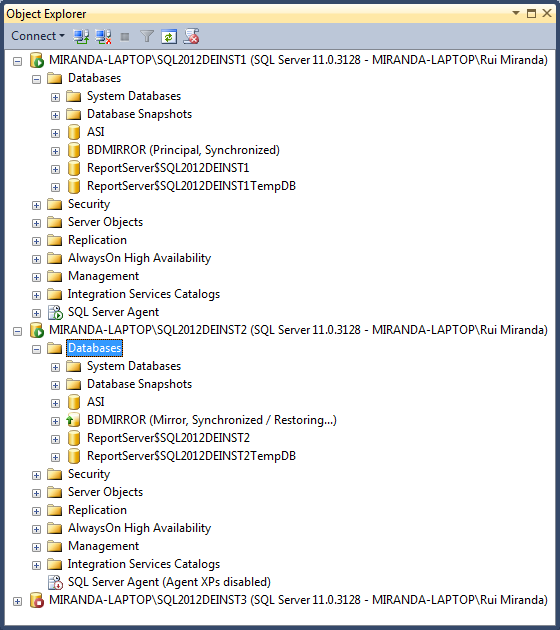 Object Explorer
Connect
MIRANDA-LAPTOP\SQL2012DEINST1 (SQL Server 11.0.3128 - MIRANDA-LAPTOP\Rui Miranda)
Databases
System Databases
Database Snapshots
ASI
BDMIRROR (Principal, Synchronized)
ReportServer$SQL2012DEINST1
ReportServer$SQL2012DEINST1TempDB
Security
Server Objects
Replication
AlwaysOn High Availability
Management
Integration Services Catalogs
SQL Server Agent
MIRANDA-LAPTOP\SQL2012DEINST2 (SQL Server 11.0.3128 - MIRANDA-LAPTOP\Rui Miranda)
Databases
System Databases
Database Snapshots
ASI
BDMIRROR (Mirror, Synchronized / Restoring...)
ReportServer$SQL2012DEINST2
ReportServer$SQL2012DEINST2TempDB
Security
Server Objects
Replication
AlwaysOn High Availability
Management
Integration Services Catalogs
SQL Server Agent (Agent XPs disabled)
MIRANDA-LAPTOP\SQL2012DEINST3 (SQL Server 11.0.3128 - MIRANDA-LAPTOP\Rui Miranda)